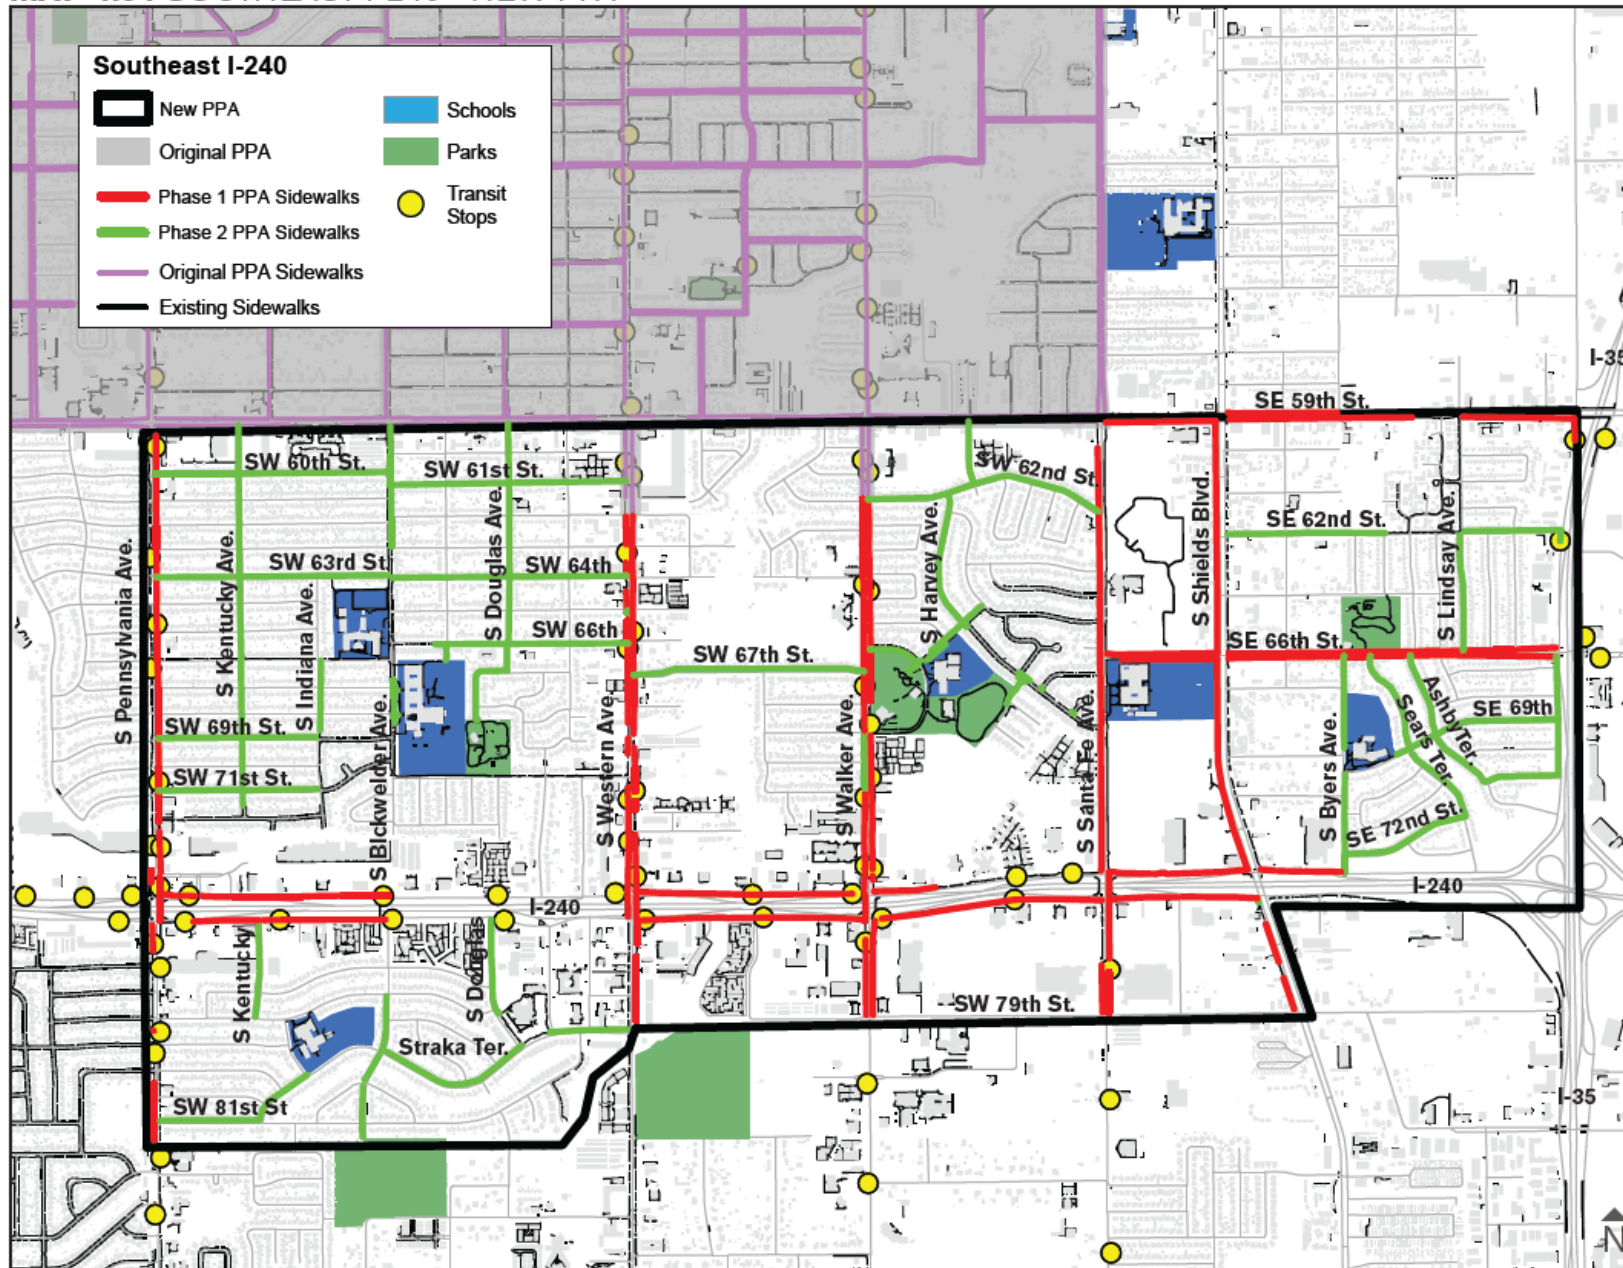 Southeast I-240
New PPA
Original PPA
Phase 1 PPA Sidewalks
Phase 2 PPA Sidewalks
Original PPA Sidewalks
Existing Sidewalks
Schools
Parks
Transit
Stops
I-35
SE 59th St.
SW 60th St.
SW 61st St.
SW 62nd St.
SE 62nd St.
SW 63rd St.
SW 64th
SW 66th
SE 66th St.
SW 67th St.
SW 69th St.
SE 69th
SW 71st St.
SE 72nd St.
S Pennsylvania Ave.
S Kentucky Ave.
S Indiana Ave.
S Blckwelder Ave.
S Douglas Ave.
S Western Ave.
S Walker Ave.
S Harvey Ave.
S Santa Fe Ave.
S Shields Blvd.
S Byers Ave.
Sears Ter.
Ashby Ter.
S Lindsay Ave.
I-240
I-240
S Kentucky
S Douglas
SW 79th St.
Straka Ter.
SW 81st St
I-35
N